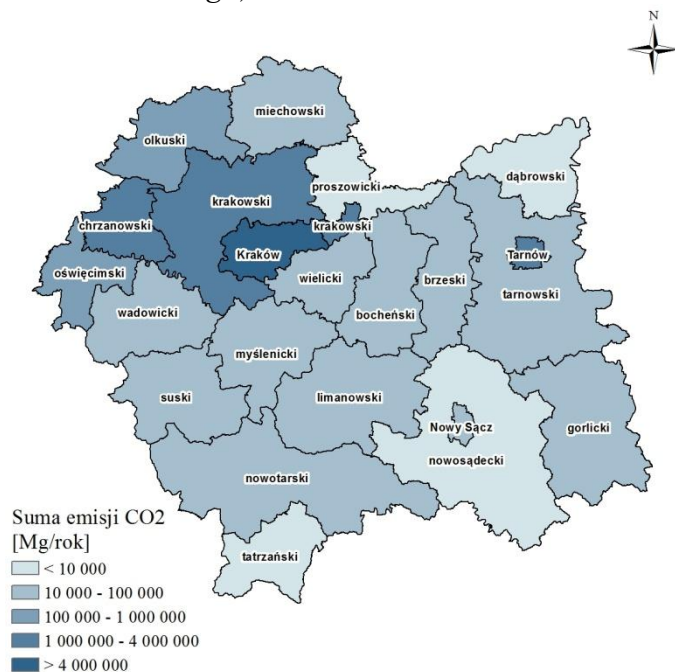 N
miechowski
olkuski
dąbrowski
proszowicki
krakowski
chrzanowski
krakowski
Kraków
Tarnów
oświęcimski
wielicki
brzeski
tarnowski
wadowicki
bocheński
myślenicki
suski
limanowski
Nowy Sącz
gorlicki
nowosądecki
nowotarski
tatrzański
Suma emisji CO2
[Mg/rok]
< 10 000
10 000 - 100 000
100 000 - 1 000 000
1 000 000 - 4 000 000
> 4 000 000